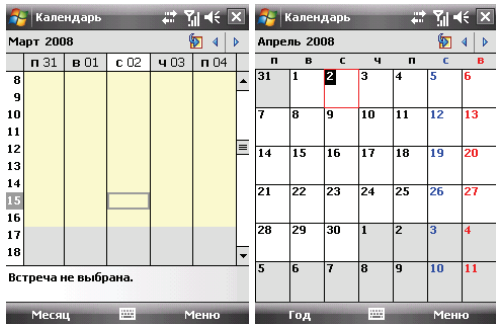 Календарь
Март 2008
п 31 в 01 с 02 ч 03 п 04
8
9
10
11
12
13
14
15
16
17
18
Встреча не выбрана.
Месяц Меню
Календарь
Апрель 2008
п в с ч п с в
31 1 2 3 4 5 6
7 8 9 10 11 12 13
14 15 16 17 18 19 20
21 22 23 24 25 26 27
28 29 30 1 2 3 4
5 6 7 8 9 10 11
Год Меню